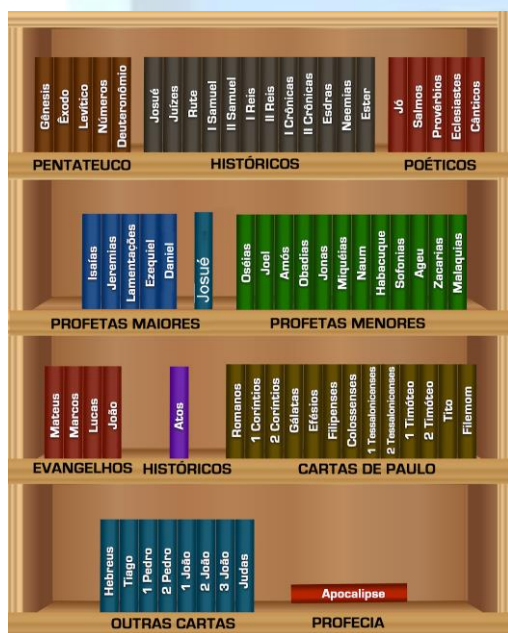 Gênesis
Êxodo
Levítico
Números
Deuteronômio
Josué
Juízes
Rute
I Samuel
II Samuel
I Reis
II Reis
I Crônicas
II Crônicas
Esdras
Neemias
Ester
Jó
Salmos
Provérbios
Eclesiastes
Cânticos
PENTATEUCO
HISTÓRICOS
POÉTICOS
Isaías
Jeremias
Lamentações
Ezequiel
Daniel
Josué
Oséias
Joel
Amós
Obadias
Jonas
Miquéias
Naum
Habacuque
Sofonias
Ageu
Zacarias
Malaquias
PROFETAS MAIORES
PROFETAS MENORES
Mateus
Marcos
Lucas
João
Atos
Romanos
1 Coríntios
2 Coríntios
Gálatas
Efésios
Filipenses
Colossenses
1 Tessalonicenses
2 Tessalonicenses
1 Timóteo
2 Timóteo
Tito
Filemom
EVANGELHOS
HISTÓRICOS
CARTAS DE PAULO
Hebreus
Tiago
1 Pedro
2 Pedro
1 João
2 João
3 João
Judas
Apocalipse
OUTRAS CARTAS
PROFECIA